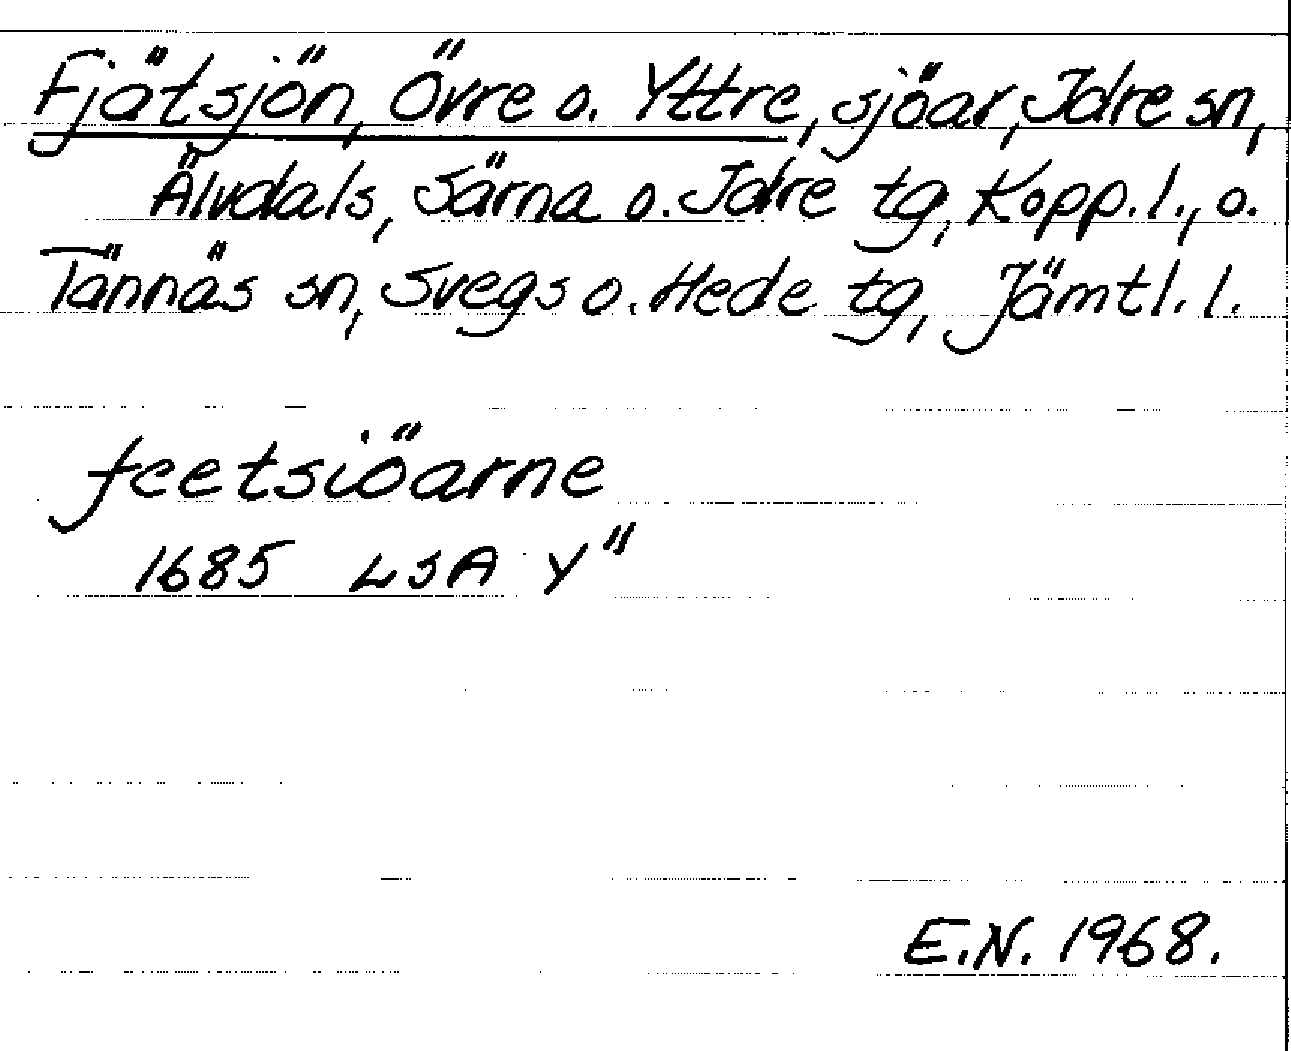 Fjätsjön, Övre o. Yttre, sjöar, Idre sn,
Älvdals, Särna o. Idre tg, Kopp. l., o.
Tännäs sn, Svegs o. Hede tg, Jämtl. l.
feetsiöarne
1685 LSA Y"
E.N. 1968.